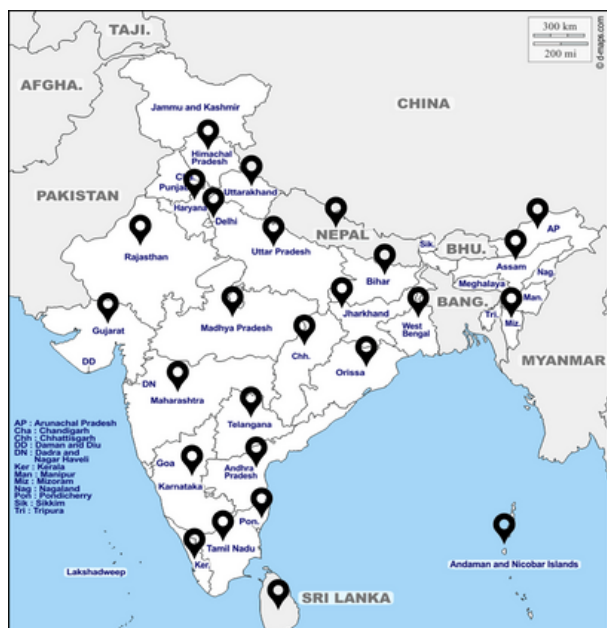 TAJI.
300 km
200 mi
© d-maps.com
AFGHA.
CHINA
Jammu and Kashmir
Himachal
Pradesh
Cha.
Punjab
Uttarakhand
PAKISTAN
Haryana
Delhi
NEPAL
AP
Rajasthan
Uttar Pradesh
Sik.
BHU.
Assam
Nag.
Bihar
Meghalaya
BANG.
Man.
Gujarat
Madhya Pradesh
Jharkhand
West
Bengal
Tri.
Miz.
DD
Chh.
Orissa
MYANMAR
DN
Maharashtra
Telangana
AP : Arunachal Pradesh
Cha : Chandigarh
Chh : Chhattisgarh
DD : Daman and Diu
DN : Dadra and
Nagar Haveli
Ker : Kerala
Man : Manipur
Miz : Mizoram
Nag : Nagaland
Pon : Pondicherry
Sik : Sikkim
Tri : Tripura
Goa
Karnataka
Andhra
Pradesh
Pon.
Tamil Nadu
Ker.
Lakshadweep
Andaman and Nicobar Islands
SRI LANKA